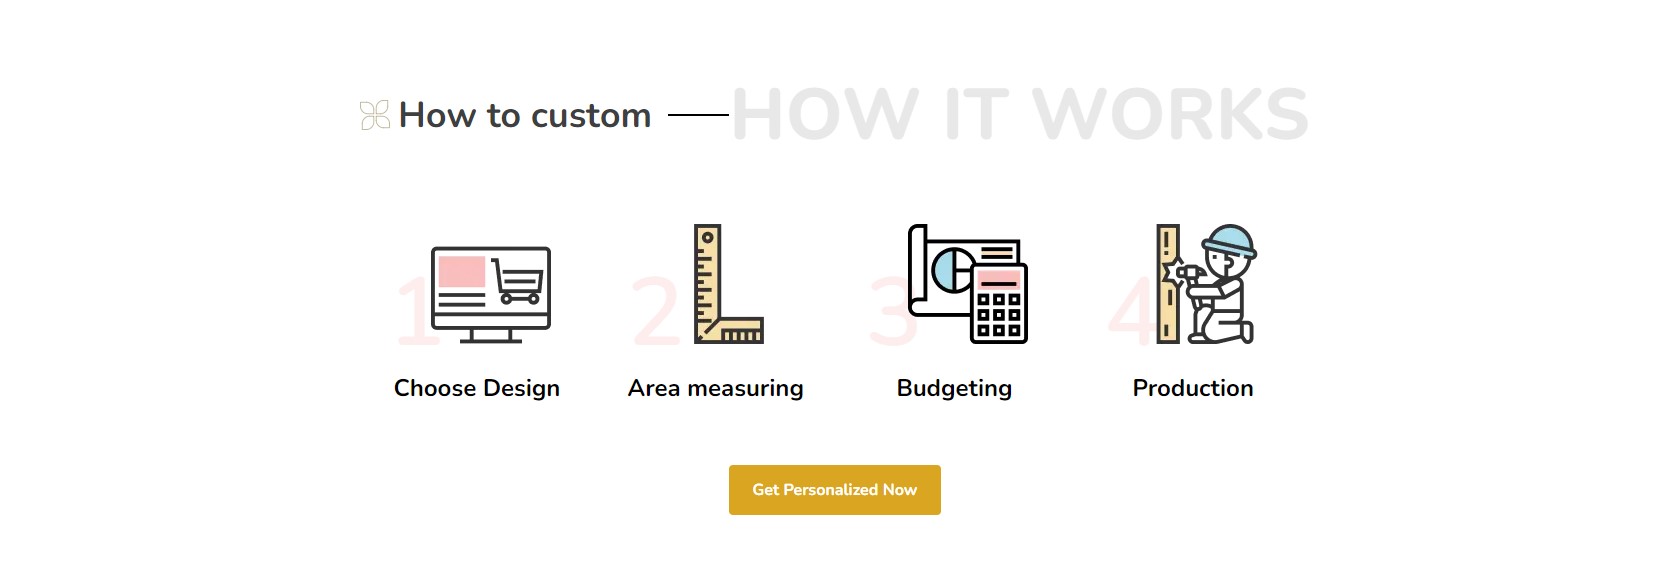 How to custom
HOW IT WORKS
1
2
3
4
Choose Design
Area measuring
Budgeting
Production
Get Personalized Now